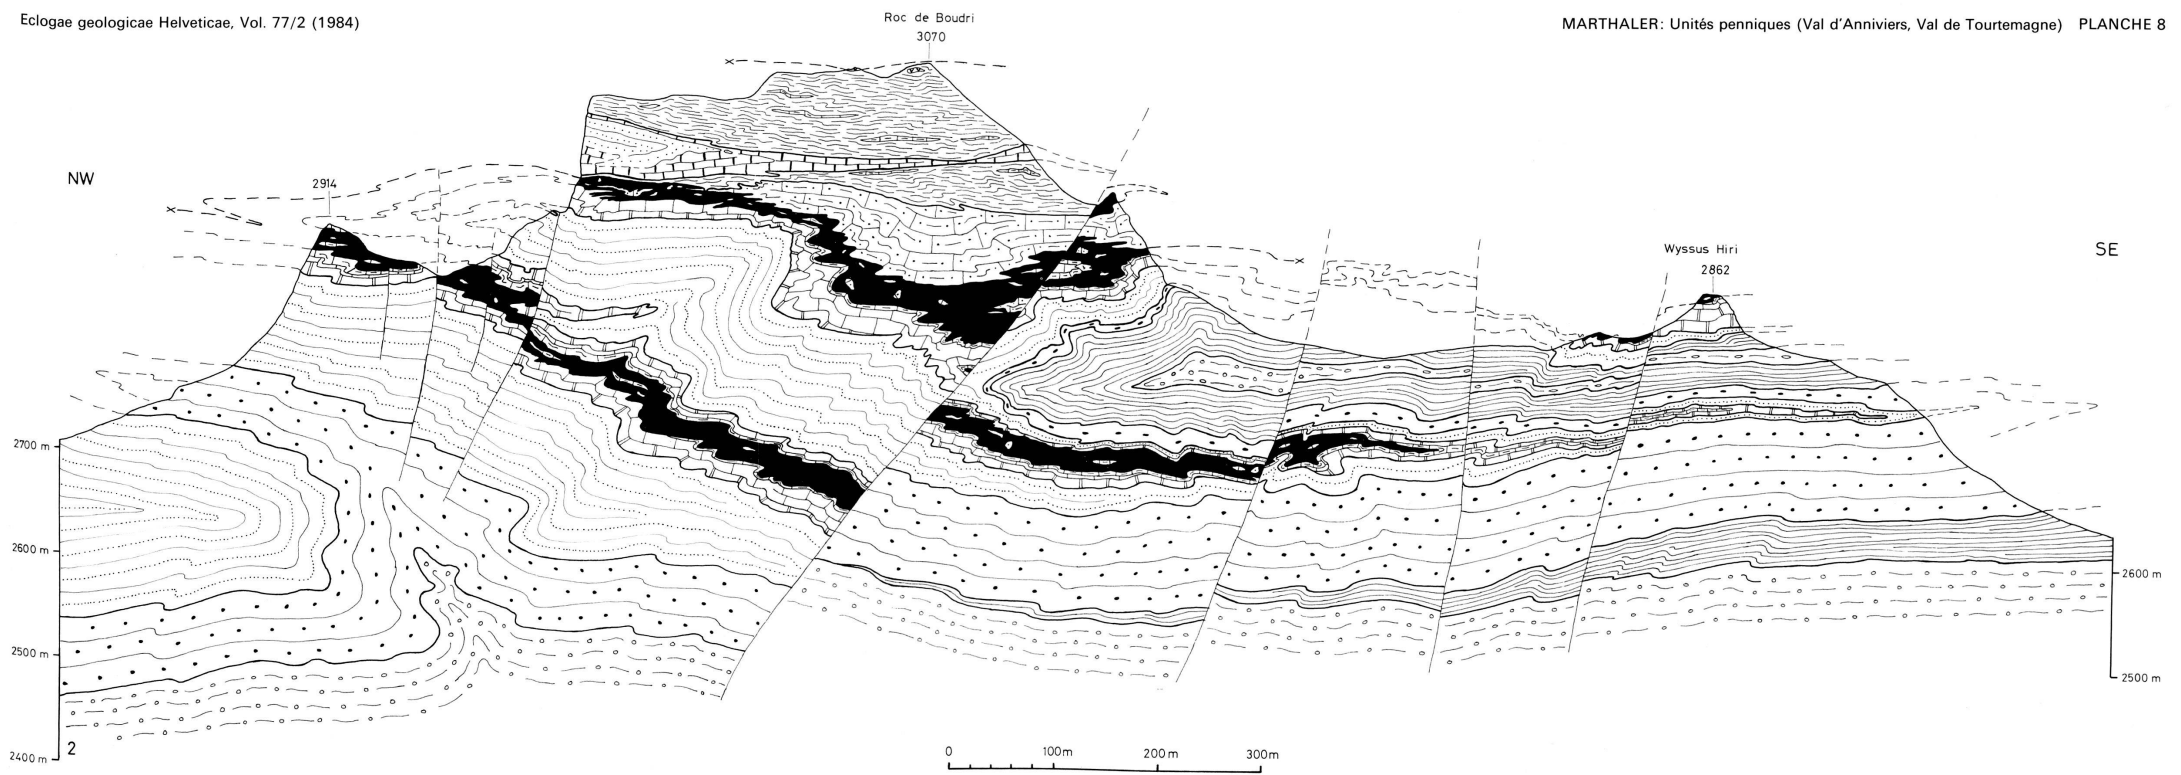 Eclogae geologicae Helveticae, Vol. 77/2 (1984)
MARTHALER: Unités penniques (Val d'Anniviers, Val de Tourtemagne) PLANCHE 8
Roc de Boudri
3070
NW
2914
SE
Wyssus Hiri
2862
2700 m
2600 m
2500 m
2400 m
2
2600 m
2500 m
0 100m 200 m 300m